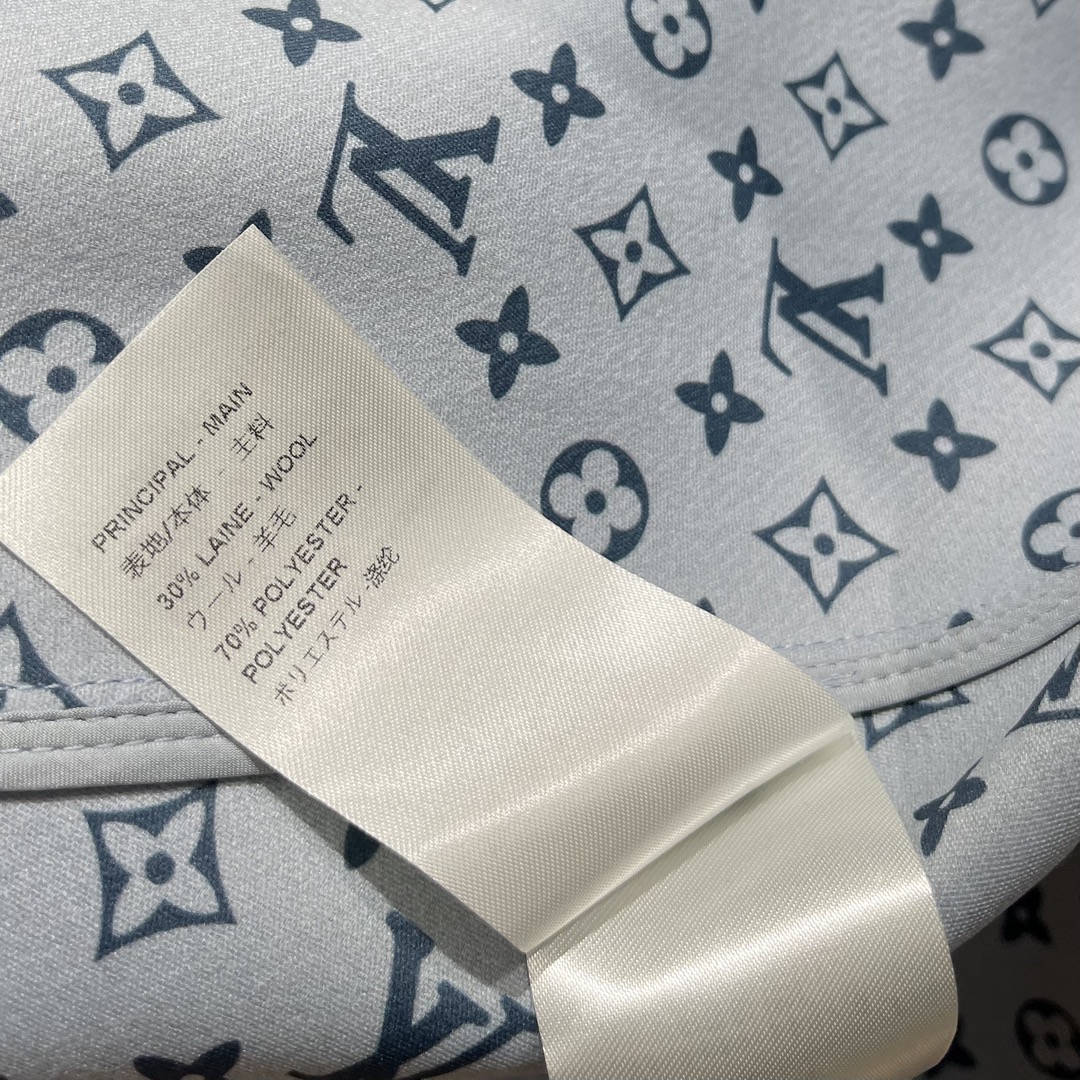 PRINCIPAL - MAIN
表地/本体 - 主料
30% LAINE - WOOL
ウール - 羊毛
70% POLYESTER -
POLYESTER
ポリエステル -涤纶